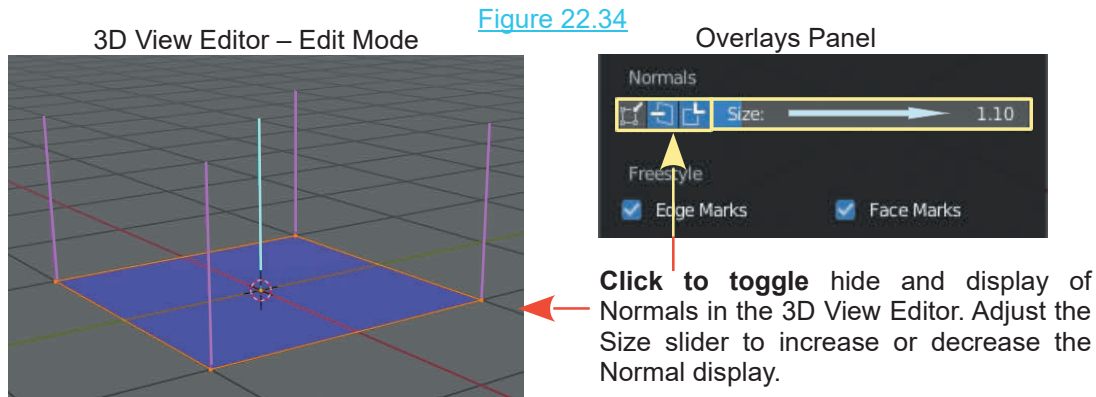 Figure 22.34
3D View Editor – Edit Mode
Overlays Panel
Normals
Size: 1.10
Freestyle
Edge Marks Face Marks
Click to toggle hide and display of
Normals in the 3D View Editor. Adjust the
Size slider to increase or decrease the
Normal display.